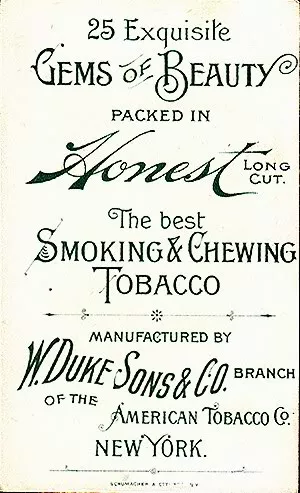 25 Exquisite
GEMS OF BEAUTY
PACKED IN
Honest LONG CUT.
The best
SMOKING & CHEWING
TOBACCO
MANUFACTURED BY
W. DUKE SONS & CO. BRANCH
OF THE
AMERICAN TOBACCO Co.
NEW YORK.
SCHUMACHER &